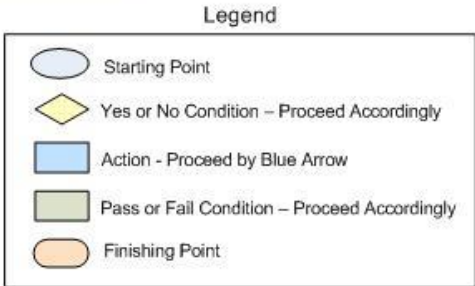 Legend
Starting Point
Yes or No Condition – Proceed Accordingly
Action - Proceed by Blue Arrow
Pass or Fail Condition – Proceed Accordingly
Finishing Point